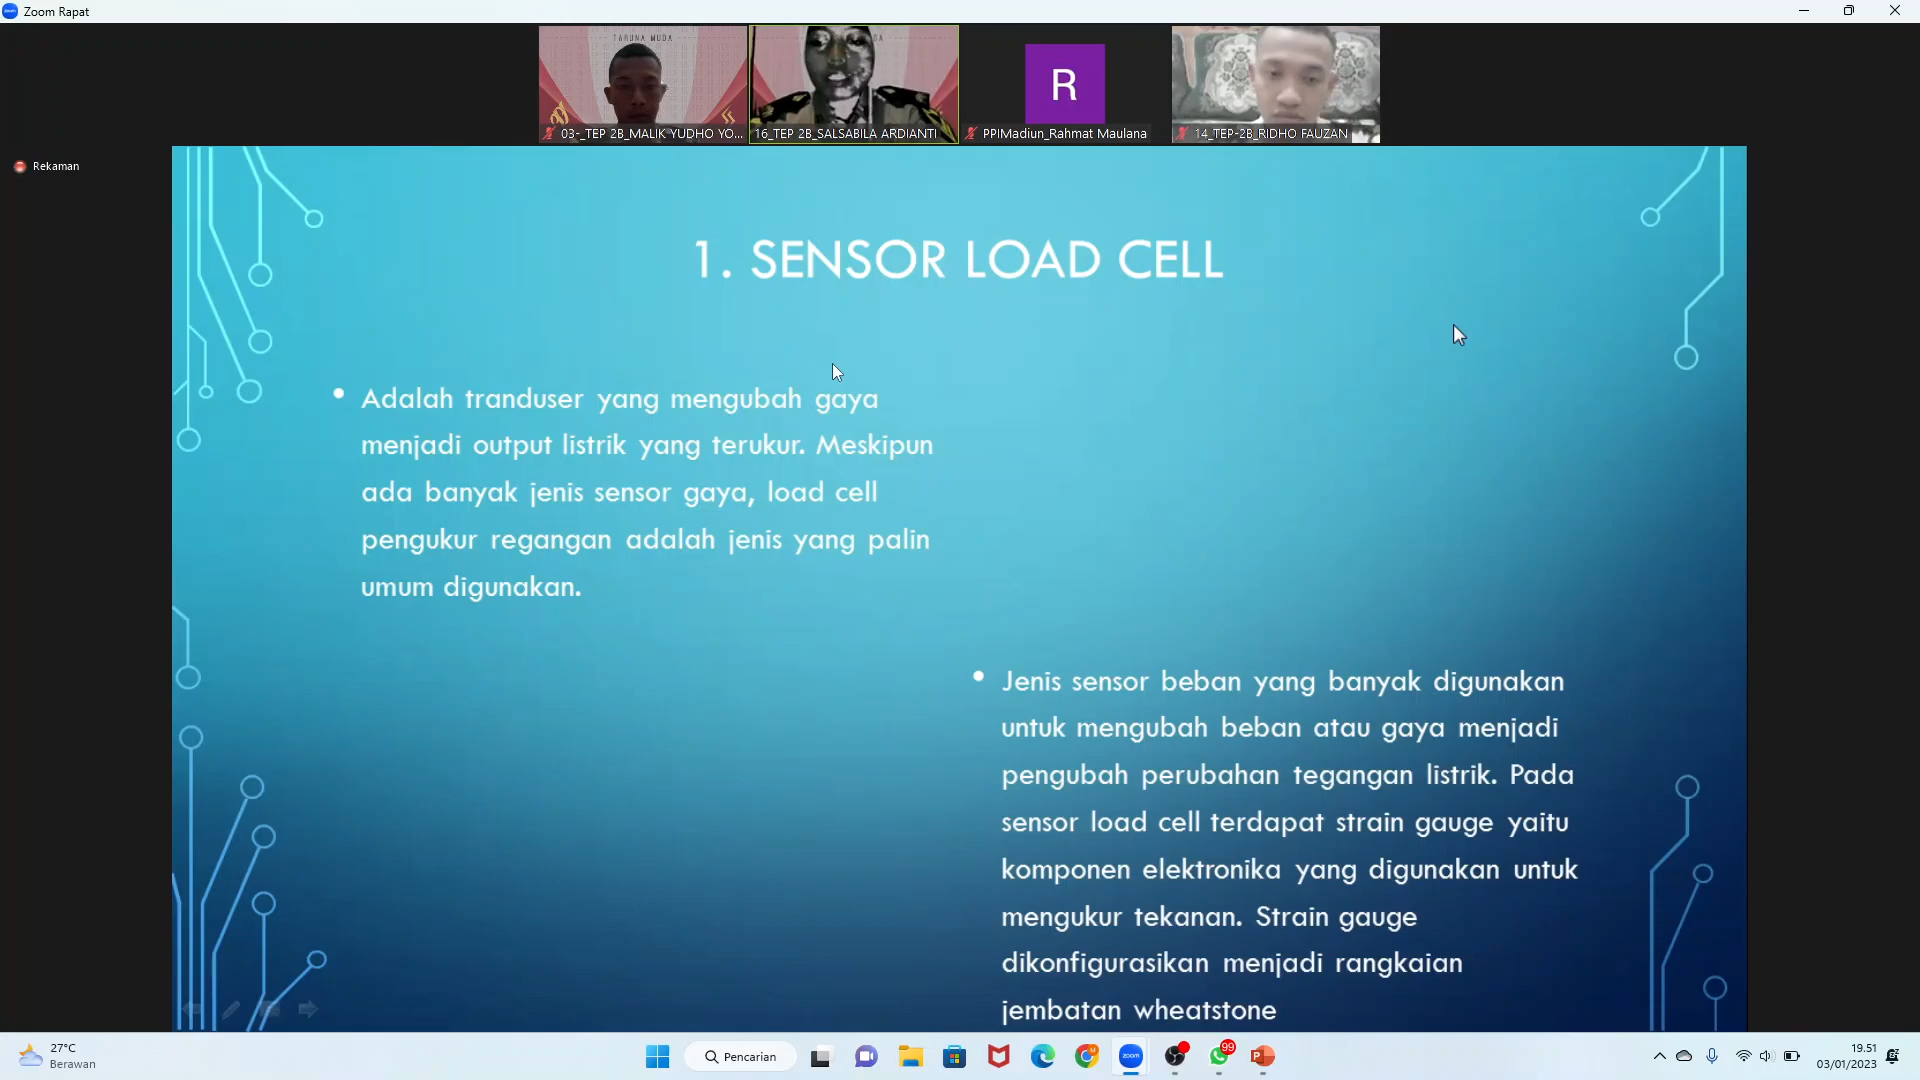 Zoom Rapat
TARUNA MUDA
03-_TEP 2B_MALIK YUDHO YO...
16_TEP 2B_SALSABILA ARDIANTI
R
PPIMadiun_Rahmat Maulana
14_TEP-2B_RIDHO FAUZAN
Rekaman
1. SENSOR LOAD CELL
• Adalah tranduser yang mengubah gaya
menjadi output listrik yang terukur. Meskipun
ada banyak jenis sensor gaya, load cell
pengukur regangan adalah jenis yang palin
umum digunakan.
• Jenis sensor beban yang banyak digunakan
untuk mengubah beban atau gaya menjadi
pengubah perubahan tegangan listrik. Pada
sensor load cell terdapat strain gauge yaitu
komponen elektronika yang digunakan untuk
mengukur tekanan. Strain gauge
dikonfigurasikan menjadi rangkaian
jembatan wheatstone
27°C
Berawan
Pencarian
zoom
99
19.51
03/01/2023